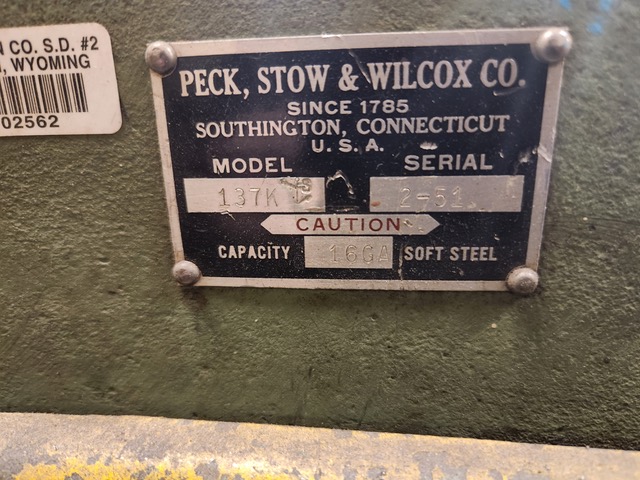 N CO. S.D. #2
, WYOMING
02562
PECK, STOW & WILCOX CO.
SINCE 1785
SOUTHINGTON, CONNECTICUT
U. S. A.
MODEL SERIAL
137K 2-51
CAUTION
CAPACITY 16GA SOFT STEEL